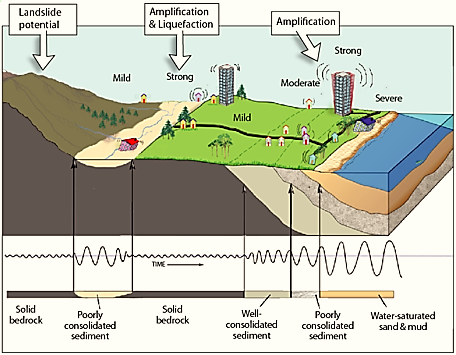 Landslide
potential
Amplification
& Liquefaction
Amplification
Mild
Strong
Strong
Moderate
Severe
Mild
TIME
Solid
bedrock
Poorly
consolidated
sediment
Solid
bedrock
Well-
consolidated
sediment
Poorly
consolidated
sediment
Water-saturated
sand & mud